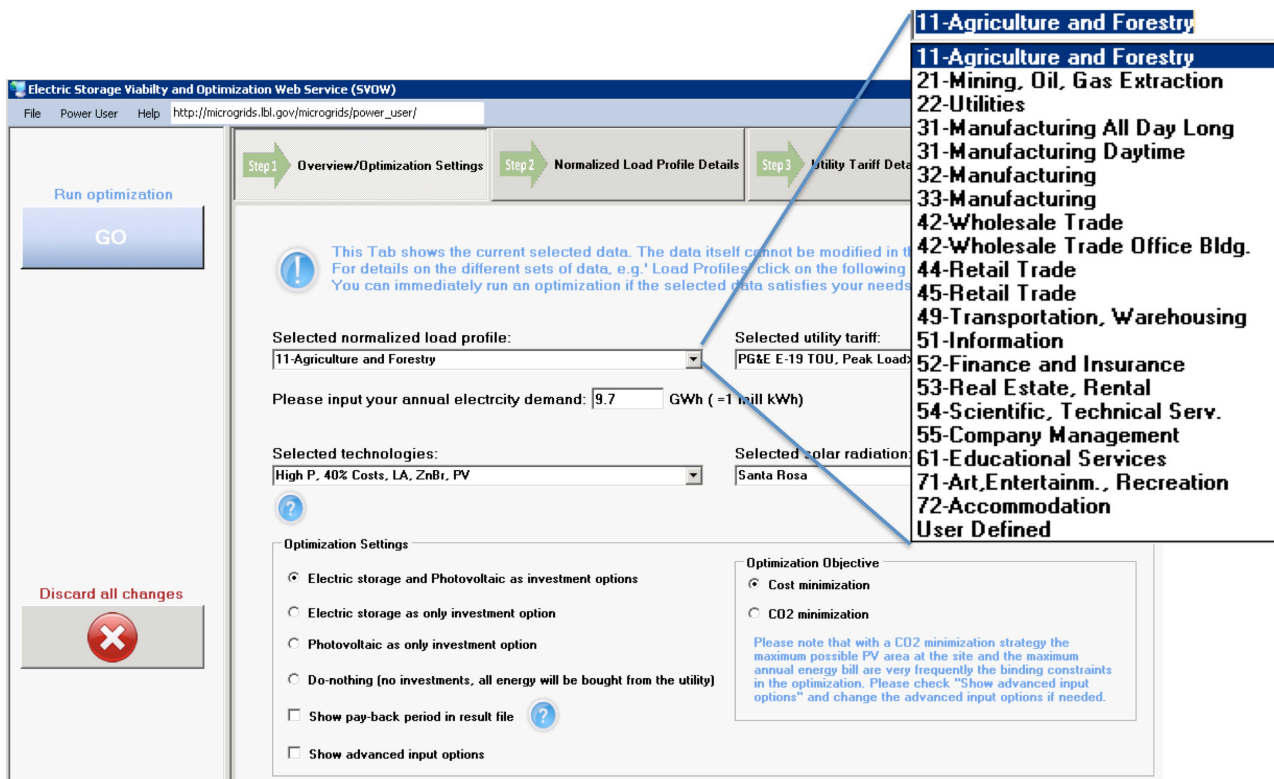 11-Agriculture and Forestry
11-Agriculture and Forestry
21-Mining, Oil, Gas Extraction
22-Utilities
31-Manufacturing All Day Long
31-Manufacturing Daytime
32-Manufacturing
33-Manufacturing
42-Wholesale Trade
42-Wholesale Trade Office Bldg.
44-Retail Trade
45-Retail Trade
49-Transportation, Warehousing
51-Information
52-Finance and Insurance
53-Real Estate, Rental
54-Scientific, Technical Serv.
55-Company Management
61-Educational Services
71-Art,Entertainm., Recreation
72-Accommodation
User Defined
Electric Storage Viabilty and Optimization Web Service (SVOW)
File Power User Help http://microgrids.lbl.gov/microgrids/power_user/
Run optimization
GO
Discard all changes
Step 1 Overview/Optimization Settings
Step 2 Normalized Load Profile Details
Step 3 Utility Tariff
This Tab shows the current selected data. The data itself cannot be modified in
For details on the different sets of data, e.g.' Load Profiles' click on the following
You can immediately run an optimization if the selected data satisfies your needs
Selected normalized load profile:
11-Agriculture and Forestry
Selected utility tariff:
PG&E E-19 TOU, Peak Load>
Please input your annual electrcity demand: 9.7 GWh ( =1 mill kWh)
Selected technologies:
High P, 40% Costs, LA, ZnBr, PV
Selected solar radiation:
Santa Rosa
Optimization Settings
Electric storage and Photovoltaic as investment options
Electric storage as only investment option
Photovoltaic as only investment option
Do-nothing (no investments, all energy will be bought from the utility)
Show pay-back period in result file
Show advanced input options
Optimization Objective
Cost minimization
CO2 minimization
Please note that with a CO2 minimization strategy the
maximum possible PV area at the site and the maximum
annual energy bill are very frequently the binding constraints
in the optimization. Please check "Show advanced input
options" and change the advanced input options if needed.